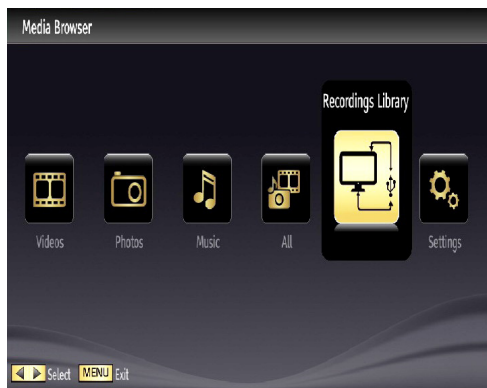 Media Browser
Recordings Library
Videos
Photos
Music
All
Settings
Select MENU Exit